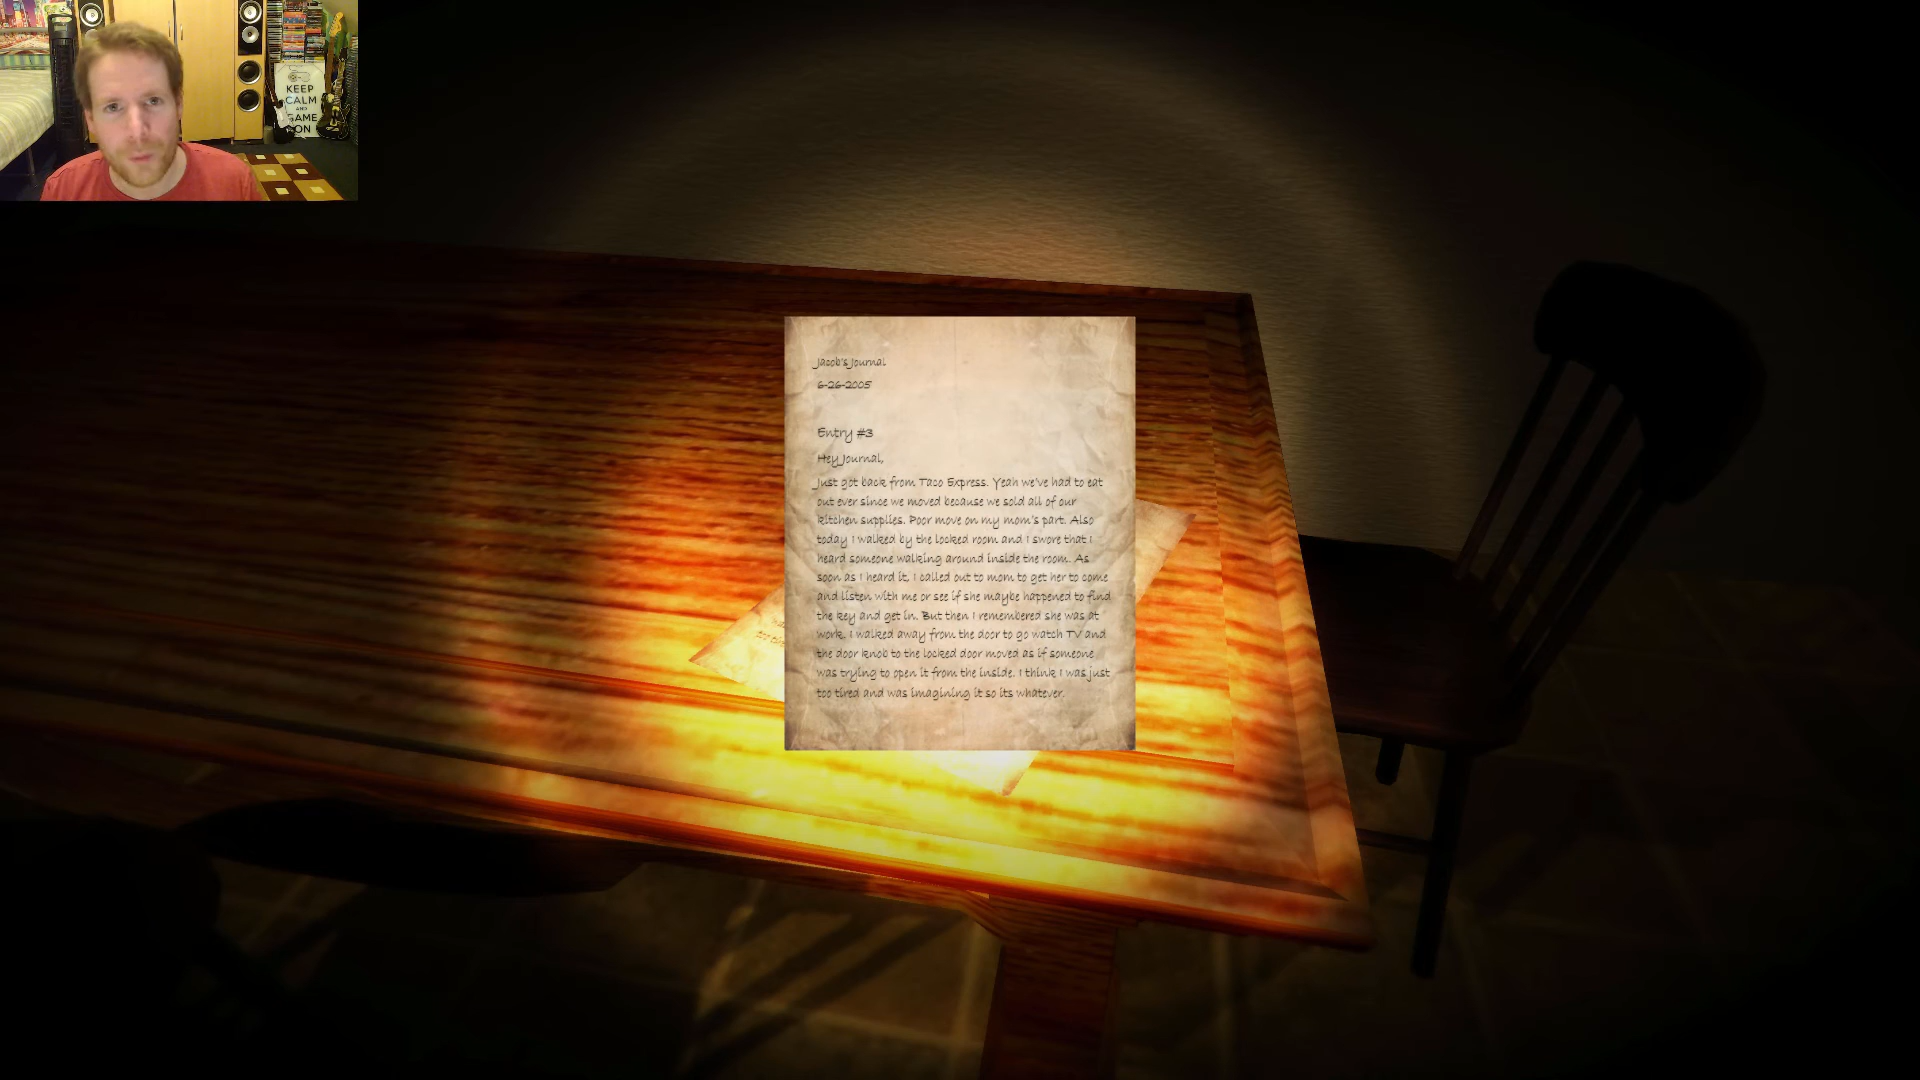 KEEP
CALM
AND
GAME
ON
Jacob's Journal
6-26-2005
Entry #3
Hey Journal,
Just got back from Taco Express. Yeah we've had to eat
out ever since we moved because we sold all of our
kitchen supplies. Poor move on my mom's part. Also
today I walked by the locked room and I swore that I
heard someone walking around inside the room. As
soon as I heard it, I called out to mom to get her to come
and listen with me or see if she maybe happened to find
the key and get in. But then I remembered she was at
work. I walked away from the door to go watch TV and
the door knob to the locked door moved as if someone
was trying to open it from the inside. I think I was just
too tired and was imagining it so its whatever.